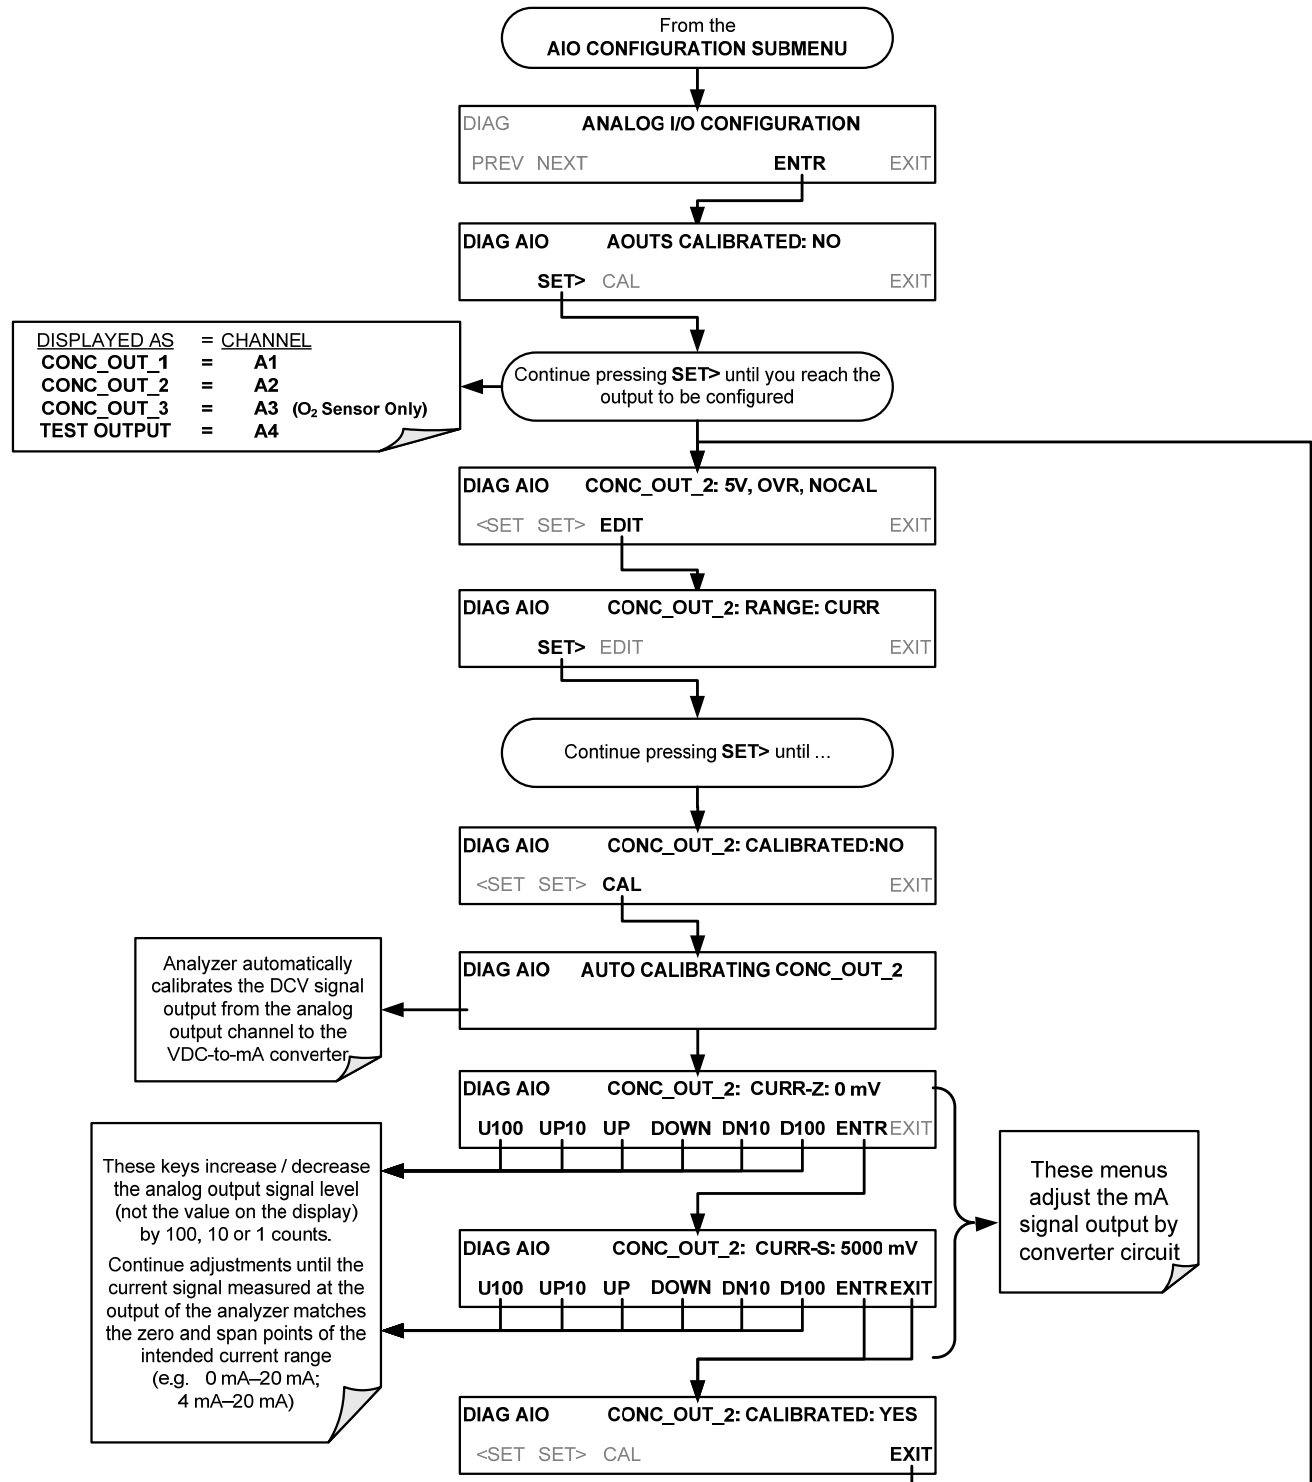 From the
AIO CONFIGURATION SUBMENU
DIAG ANALOG I/O CONFIGURATION
PREV NEXT ENTR EXIT
DIAG AIO AOUTS CALIBRATED: NO
SET> CAL EXIT
DISPLAYED AS = CHANNEL
CONC_OUT_1 = A1
CONC_OUT_2 = A2
CONC_OUT_3 = A3 (O₂ Sensor Only)
TEST OUTPUT = A4
Continue pressing SET> until you reach the
output to be configured
DIAG AIO CONC_OUT_2: 5V, OVR, NOCAL
<SET SET> EDIT EXIT
DIAG AIO CONC_OUT_2: RANGE: CURR
SET> EDIT EXIT
Continue pressing SET> until ...
DIAG AIO CONC_OUT_2: CALIBRATED:NO
<SET SET> CAL EXIT
Analyzer automatically
calibrates the DCV signal
output from the analog
output channel to the
VDC-to-mA converter
DIAG AIO AUTO CALIBRATING CONC_OUT_2
DIAG AIO CONC_OUT_2: CURR-Z: 0 mV
U100 UP10 UP DOWN DN10 D100 ENTR EXIT
These keys increase / decrease
the analog output signal level
(not the value on the display)
by 100, 10 or 1 counts.
Continue adjustments until the
current signal measured at the
output of the analyzer matches
the zero and span points of the
intended current range
(e.g. 0 mA–20 mA;
4 mA–20 mA)
These menus
adjust the mA
signal output by
converter circuit
DIAG AIO CONC_OUT_2: CURR-S: 5000 mV
U100 UP10 UP DOWN DN10 D100 ENTR EXIT
DIAG AIO CONC_OUT_2: CALIBRATED: YES
<SET SET> CAL EXIT